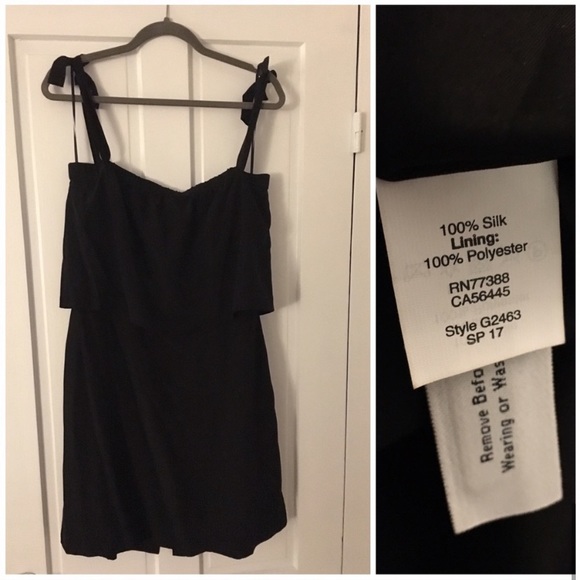 100% Silk
Lining:
100% Polyester
RN77388
CA56445
Style G2463
SP 17
Remove Befo
Wearing or Was